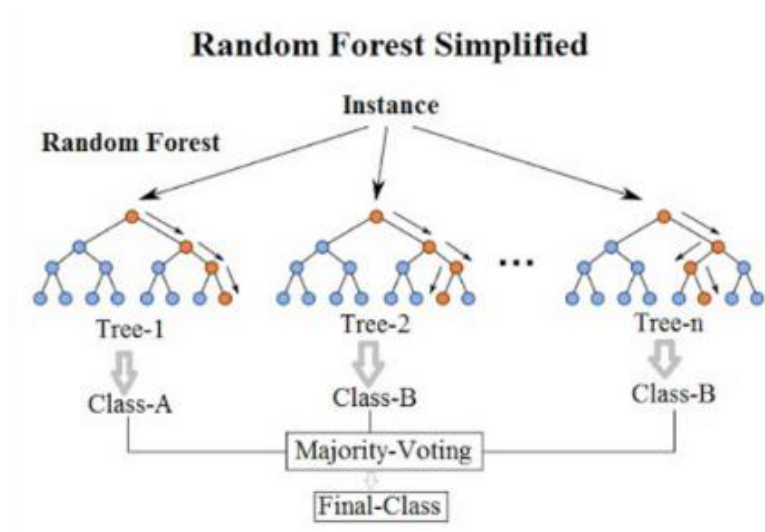 Random Forest Simplified
Instance
Random Forest
...
Tree-1
Tree-2
Tree-n
Class-A
Class-B
Class-B
Majority-Voting
Final-Class